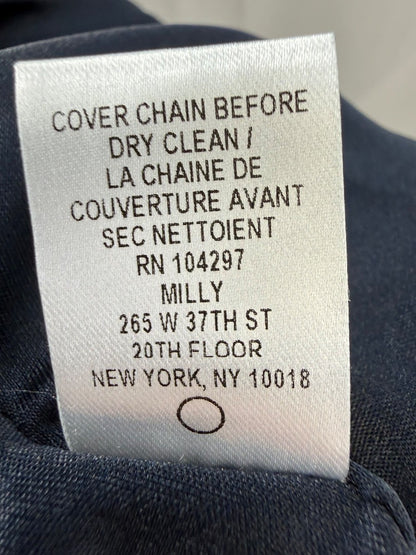 COVER CHAIN BEFORE
DRY CLEAN /
LA CHAINE DE
COUVERTURE AVANT
SEC NETTOIENT
RN 104297
MILLY
265 W 37TH ST
20TH FLOOR
NEW YORK, NY 10018